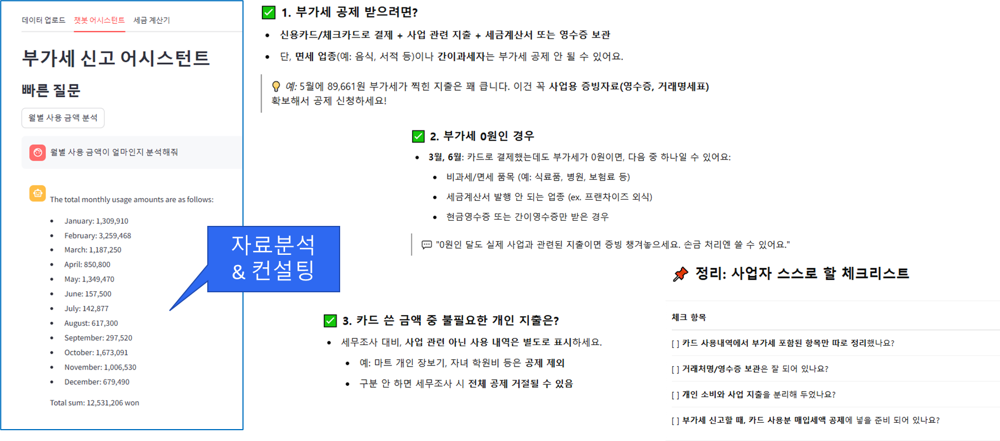 데이터 업로드 챗봇 어시스턴트 세금 계산기
부가세 신고 어시스턴트
빠른 질문
월별 사용 금액 분석
월별 사용 금액이 얼마인지 분석해줘
The total monthly usage amounts are as follows:
• January: 1,309,910
• February: 3,259,468
• March: 1,187,250
• April: 850,800
• May: 1,349,470
• June: 157,500
• July: 142,877
• August: 617,300
• September: 297,520
• October: 1,673,091
• November: 1,006,530
• December: 679,490
Total sum: 12,531,206 won
자료분석
& 컨설팅
✅ 1. 부가세 공제 받으려면?
• 신용카드/체크카드로 결제 + 사업 관련 지출 + 세금계산서 또는 영수증 보관
• 단, 면세 업종(예: 음식, 서적 등)이나 간이과세자는 부가세 공제 안 될 수 있어요.
💡 예: 5월에 89,661원 부가세가 찍힌 지출은 꽤 큽니다. 이건 꼭 사업용 증빙자료(영수증, 거래명세표)
확보해서 공제 신청하세요!
✅ 2. 부가세 0원인 경우
• 3월, 6월: 카드로 결제했는데도 부가세가 0원이면, 다음 중 하나일 수 있어요:
• 비과세/면세 품목 (예: 식료품, 병원, 보험료 등)
• 세금계산서 발행 안 되는 업종 (ex. 프랜차이즈 외식)
• 현금영수증 또는 간이영수증만 받은 경우
💬 "0원인 달도 실제 사업과 관련된 지출이면 증빙 챙겨놓으세요. 손금 처리엔 쓸 수 있어요."
✅ 3. 카드 쓴 금액 중 불필요한 개인 지출은?
• 세무조사 대비, 사업 관련 아닌 사용 내역은 별도로 표시하세요.
• 예: 마트 개인 장보기, 자녀 학원비 등은 공제 제외
• 구분 안 하면 세무조사 시 전체 공제 거절될 수 있음
📌 정리: 사업자 스스로 할 체크리스트
체크 항목
[ ] 카드 사용내역에서 부가세 포함된 항목만 따로 정리했나요?
[ ] 거래처명/영수증 보관은 잘 되어 있나요?
[ ] 개인 소비와 사업 지출을 분리해 두었나요?
[ ] 부가세 신고할 때, 카드 사용분 매입세액 공제에 넣을 준비 되어 있나요?